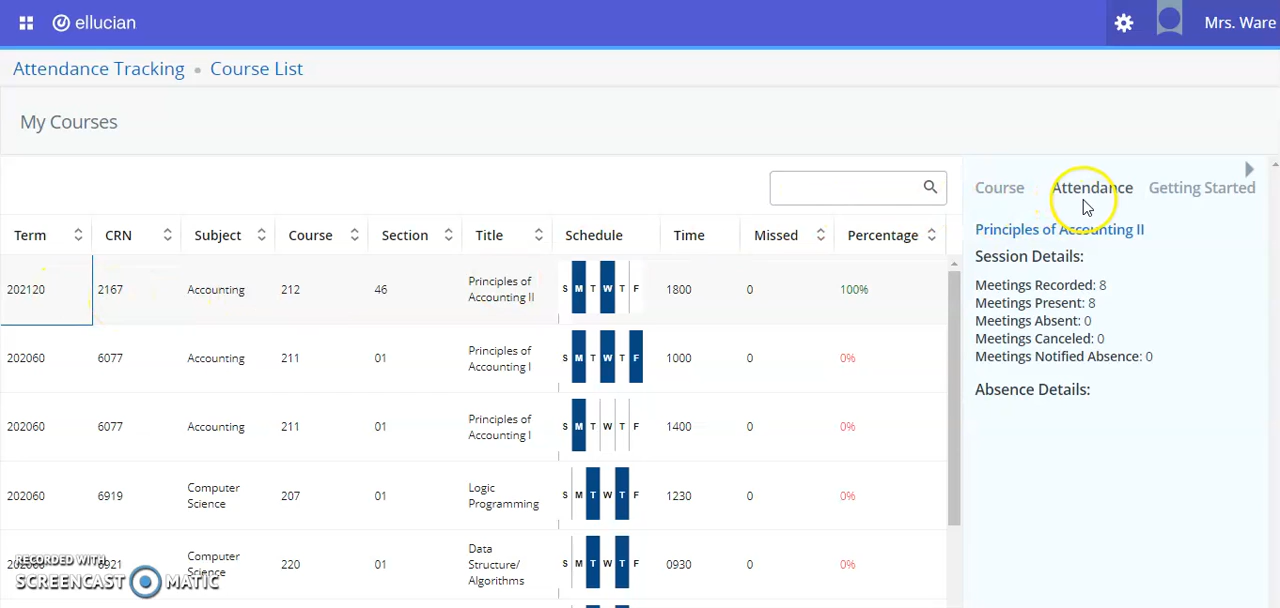 ellucian
Mrs. Ware
Attendance Tracking • Course List
My Courses
Course Attendance Getting Started
Term CRN Subject Course Section Title Schedule Time Missed Percentage
Principles of Accounting II
Session Details:
Meetings Recorded: 8
Meetings Present: 8
Meetings Absent: 0
Meetings Canceled: 0
Meetings Notified Absence: 0
Absence Details:
202120 2167 Accounting 212 46 Principles of
Accounting II
S M T W T F
1800 0 100%
202060 6077 Accounting 211 01 Principles of
Accounting I
S M T W T F
1000 0 0%
202060 6077 Accounting 211 01 Principles of
Accounting I
S M T W T F
1400 0 0%
202060 6919 Computer
Science
207 01 Logic
Programming
S M T W T F
1230 0 0%
6921 Computer
Science
220 01 Data
Structure/
Algorithms
S M T W T F
0930 0 0%
RECORDED WITH
SCREENCAST MATIC